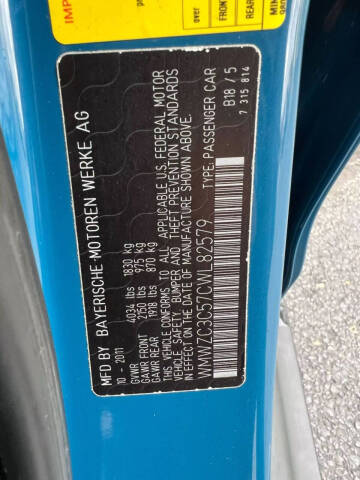 MFD BY BAYERISCHE MOTOREN WERKE AG
10 - 2011
GVWR 4034 lbs 1830 kg
GAWR FRONT 2150 lbs 975 kg
GAWR REAR 1918 lbs 870 kg
THIS VEHICLE CONFORMS TO ALL APPLICABLE U.S. FEDERAL MOTOR
VEHICLE SAFETY, BUMPER AND THEFT PREVENTION STANDARDS
IN EFFECT ON THE DATE OF MANUFACTURE SHOWN ABOVE.
WMWZC3C57CWL82579 TYPE: PASSENGER CAR
B18 / 5
7 315 814
over
FRONT
REAR